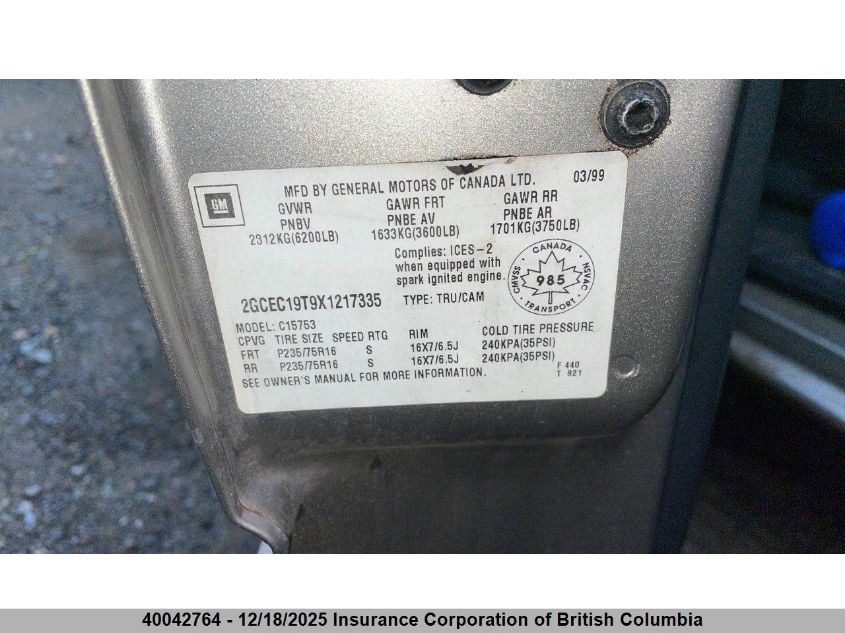 GM
MFD BY GENERAL MOTORS OF CANADA LTD. 03/99
GVWR GAWR FRT GAWR RR
PNBV PNBE AV PNBE AR
2812KG(6200LB) 1633KG(3600LB) 1701KG(3750LB)
Complies: ICES-2
when equipped with
spark ignited engine.
CANADA
CMVSS 985 NSVAC
TRANSPORT
2GCEC19T9X1217335 TYPE: TRU/CAM
MODEL: C15753
CPVG TIRE SIZE SPEED RTG RIM COLD TIRE PRESSURE
FRT P235/75R16 S 16X7/6.5J 240KPA(35PSI)
RR P235/75R16 S 16X7/6.5J 240KPA(35PSI)
SEE OWNER'S MANUAL FOR MORE INFORMATION.
F 440
T 821
40042764 - 12/18/2025 Insurance Corporation of British Columbia